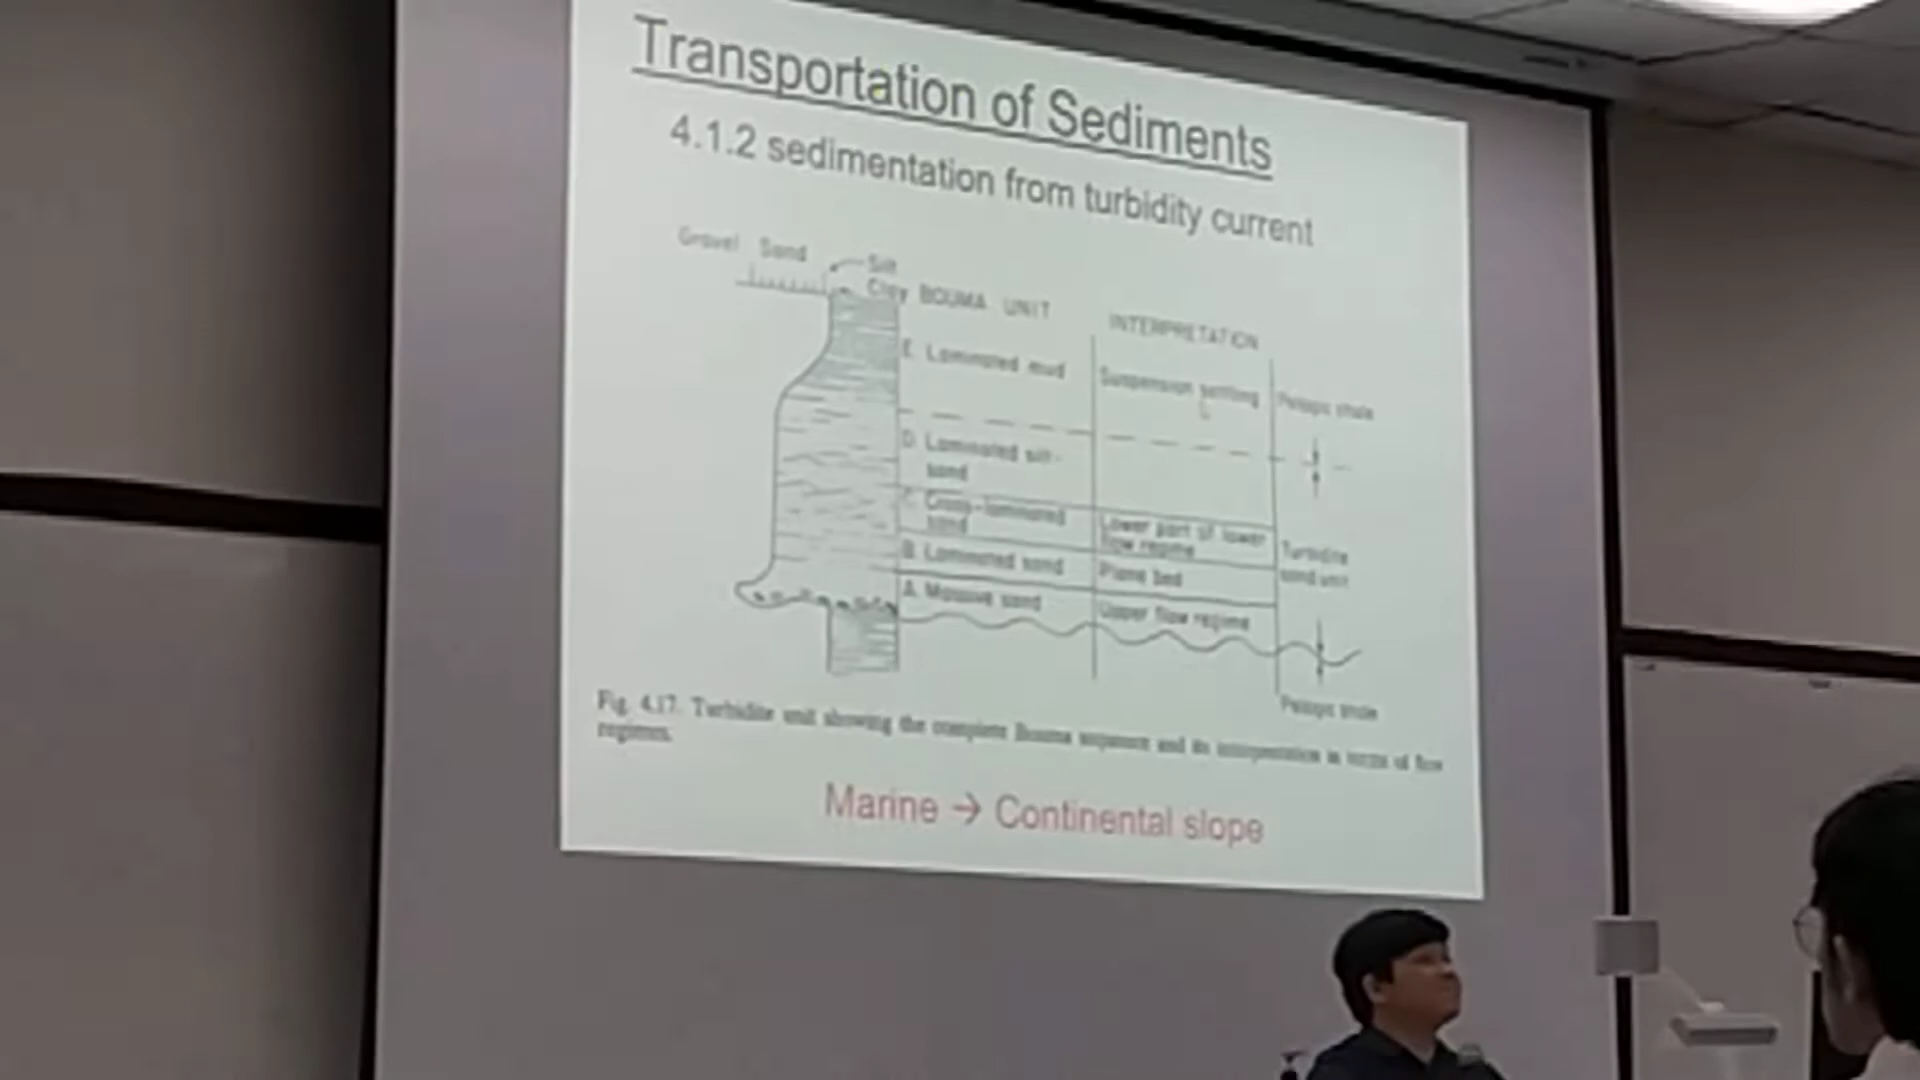 Transportation of Sediments
4.1.2 sedimentation from turbidity current
Gravel Sand Silt
Clay BOUMA UNIT
INTERPRETATION
E. Laminated mud
Suspension settling
Pelagic shale
D. Laminated silt-
sand
C. Cross-laminated
sand
Lower part of lower
flow regime
Turbidite
sand unit
B. Laminated sand
Plane bed
A. Massive sand
Upper flow regime
Pelagic shale
Fig. 4.17. Turbidite unit showing the complete Bouma sequence and its interpretation in terms of flow
regimes.
Marine → Continental slope